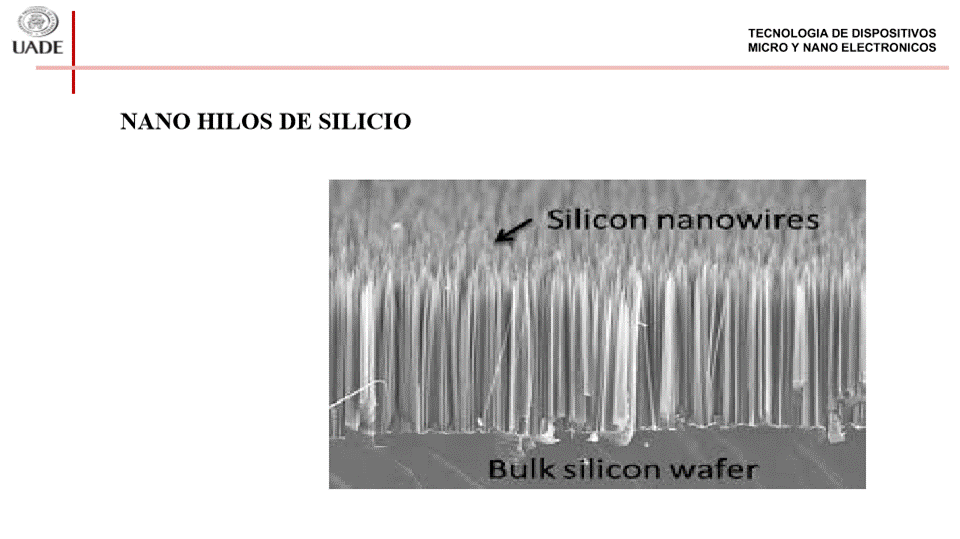 UADE
TECNOLOGIA DE DISPOSITIVOS
MICRO Y NANO ELECTRONICOS
NANO HILOS DE SILICIO
Silicon nanowires
Bulk silicon wafer